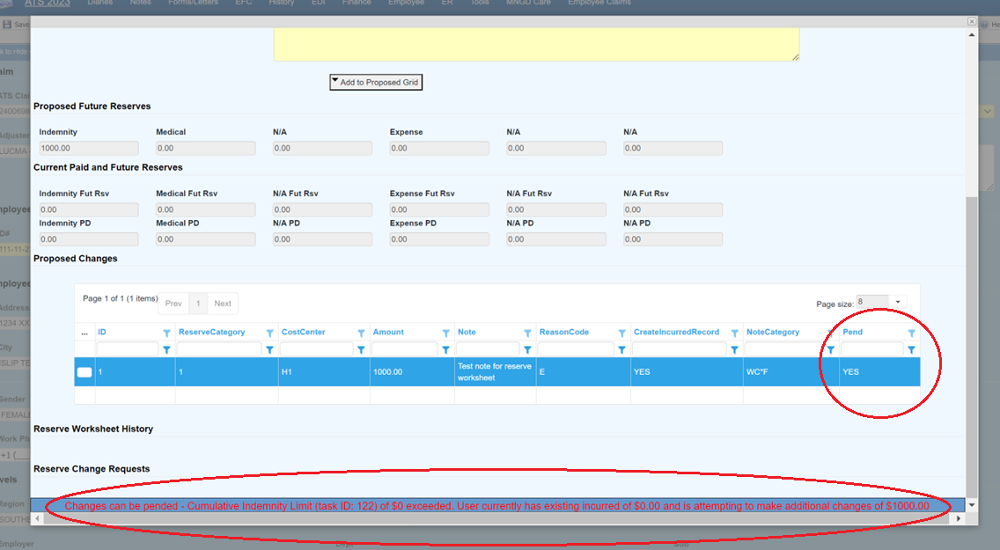 ATS 2023 Diaries Notes Forms/Letters EFC History EDI Finance Employee ER Tools MNGD Care Employee Claims
Save
Add to Proposed Grid
Proposed Future Reserves
Indemnity Medical N/A Expense N/A N/A
1000.00 0.00 0.00 0.00 0.00 0.00
Current Paid and Future Reserves
Indemnity Fut Rsv Medical Fut Rsv N/A Fut Rsv Expense Fut Rsv N/A Fut Rsv N/A Fut Rsv
0.00 0.00 0.00 0.00 0.00 0.00
Indemnity PD Medical PD N/A PD Expense PD N/A PD N/A PD
0.00 0.00 0.00 0.00 0.00 0.00
Proposed Changes
Page 1 of 1 (1 items) Prev 1 Next Page size: 8
... ID ReserveCategory CostCenter Amount Note ReasonCode CreateIncurredRecord NoteCategory Pend
1 1 H1 1000.00 Test note for reserve worksheet E YES WC*F YES
Reserve Worksheet History
Reserve Change Requests
Changes can be pended - Cumulative Indemnity Limit (task ID: 122) of $0 exceeded. User currently has existing incurred of $0.00 and is attempting to make additional changes of $1000.00